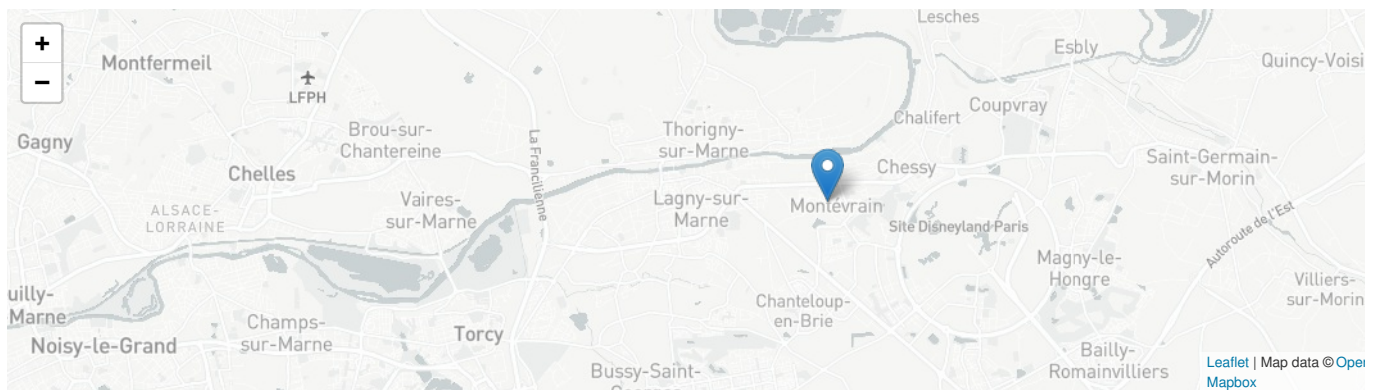 +
−
Montfermeil
LFPH
Gagny
Chelles
Brou-sur-
Chantereine
La Francilienne
Thorigny-
sur-Marne
Lesches
Esbly
Quincy-Voisi
Coupvray
Chalifert
Chessy
Saint-Germain-
sur-Morin
ALSACE-
LORRAINE
Vaires-
sur-Marne
Lagny-sur-
Marne
Montévrain
Site Disneyland Paris
Autoroute de l'Est
Magny-le-
Hongre
Villiers-
sur-Morin
uilly-
Marne
Noisy-le-Grand
Champs-
sur-Marne
Torcy
Chanteloup-
en-Brie
Bussy-Saint-
Bailly-
Romainvilliers
Leaflet | Map data © Open
Mapbox